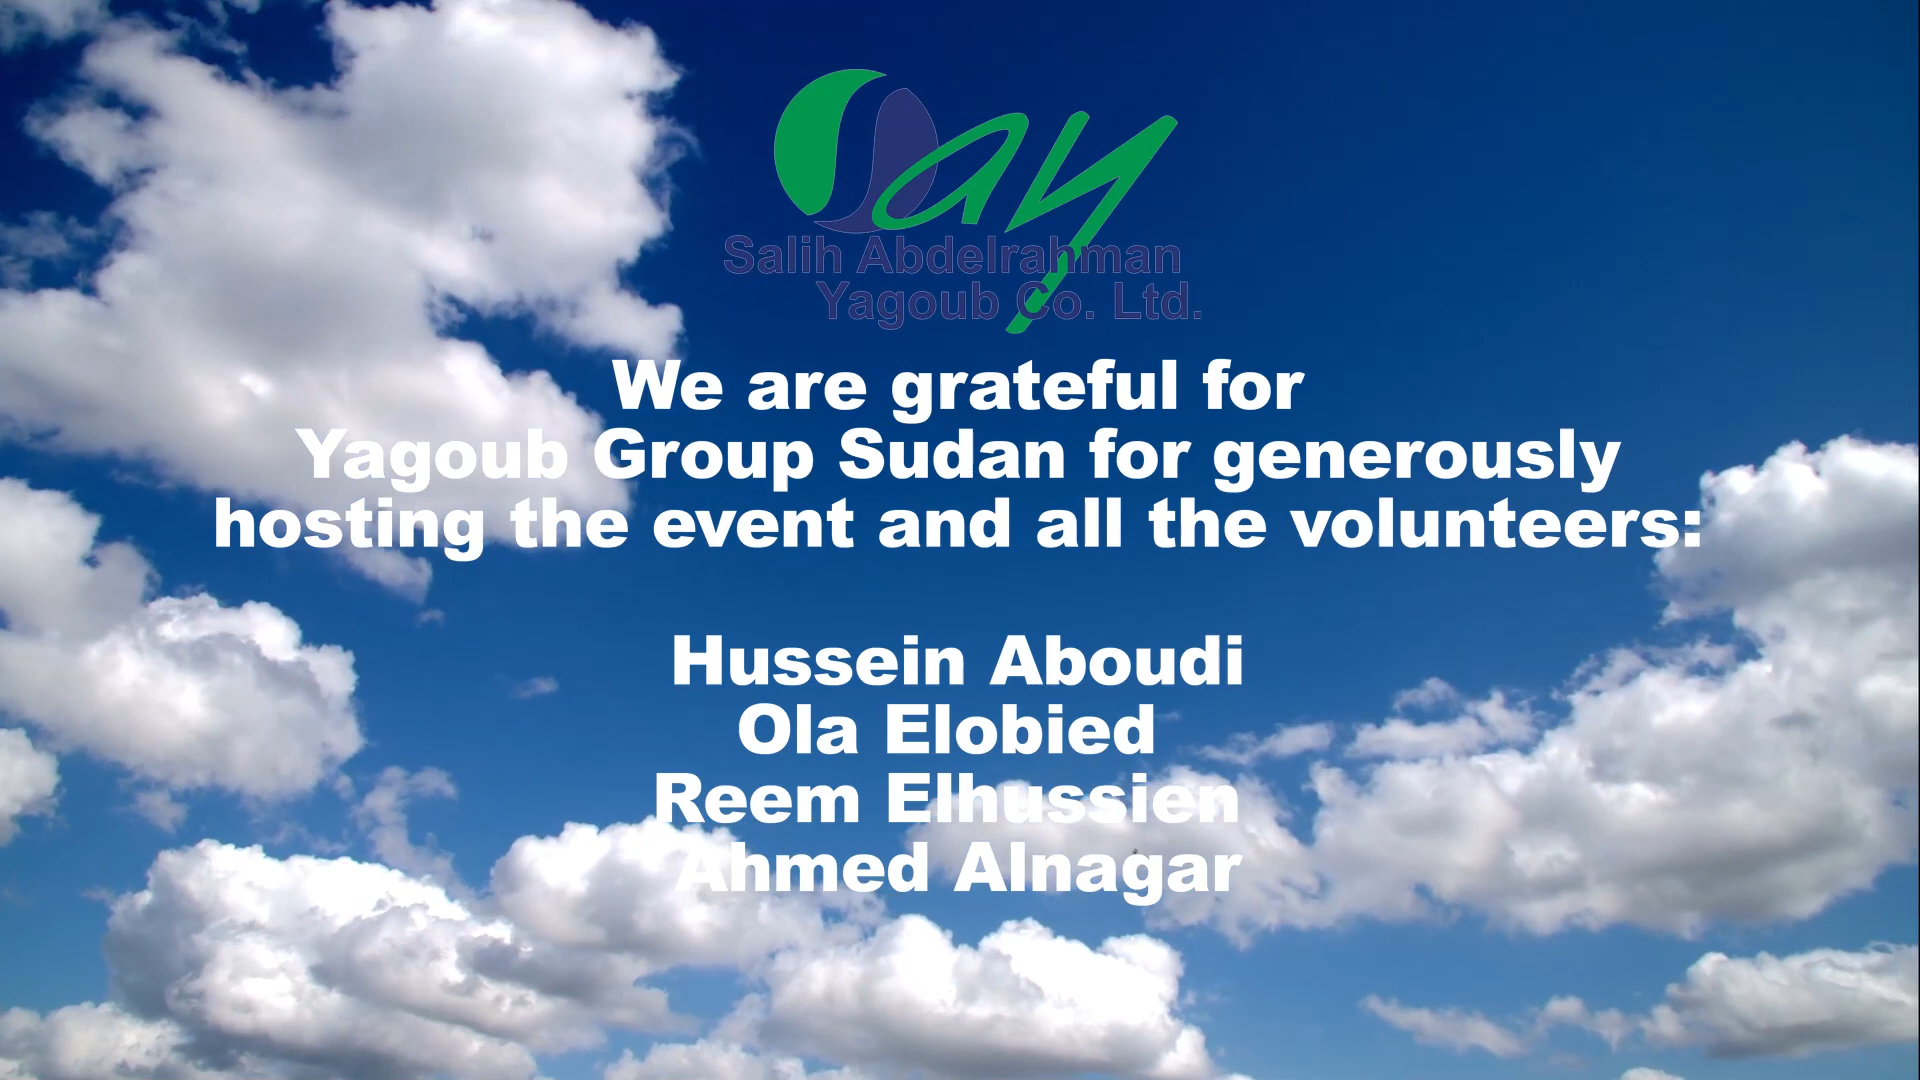 Say
Salih Abdelrahman
Yagoub Co. Ltd.
We are grateful for
Yagoub Group Sudan for generously
hosting the event and all the volunteers:
Hussein Aboudi
Ola Elobied
Reem Elhussien
Ahmed Alnagar